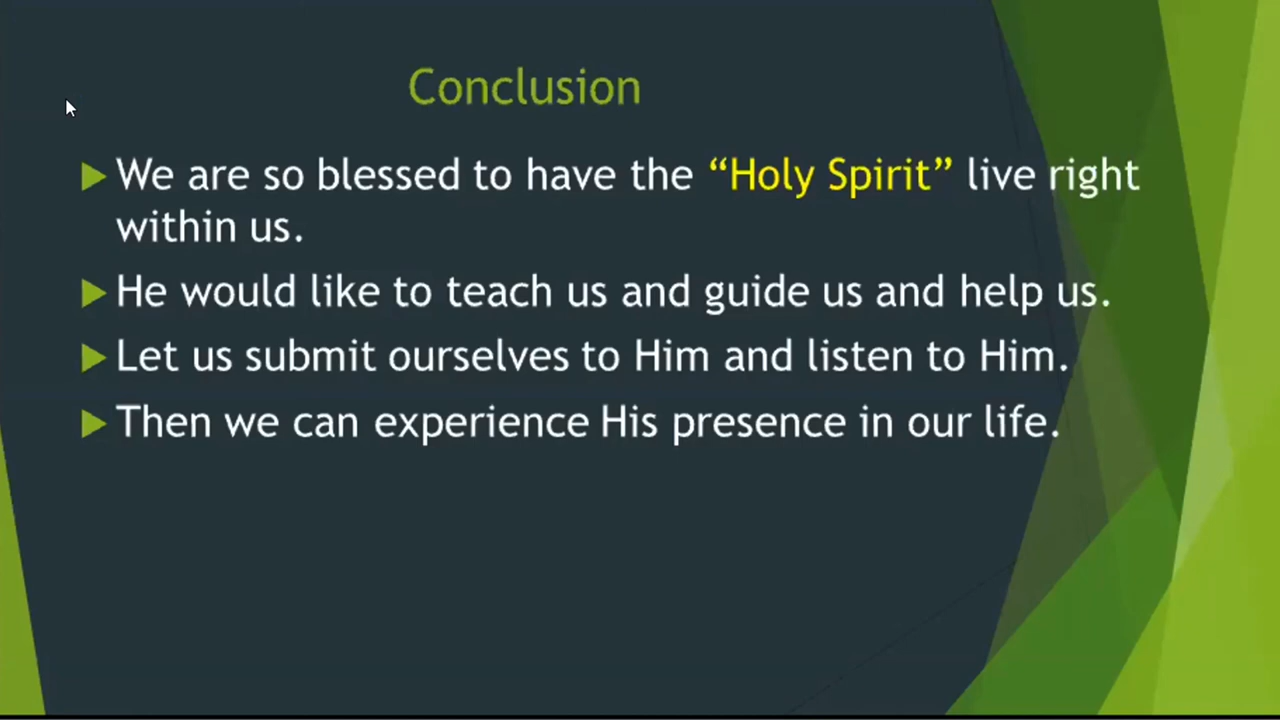 Conclusion
We are so blessed to have the “Holy Spirit” live right
within us.
He would like to teach us and guide us and help us.
Let us submit ourselves to Him and listen to Him.
Then we can experience His presence in our life.